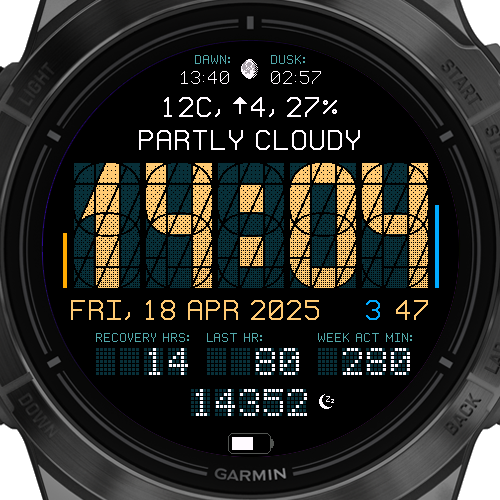 DAWN: DUSK:
13:40 02:57
12C, ↑4, 27%
PARTLY CLOUDY
14:04
FRI, 18 APR 2025 3 47
RECOVERY HRS: LAST HR: WEEK ACT MIN:
14 80 280
14352 zz
GARMIN
LIGHT
START
DOWN
BACK